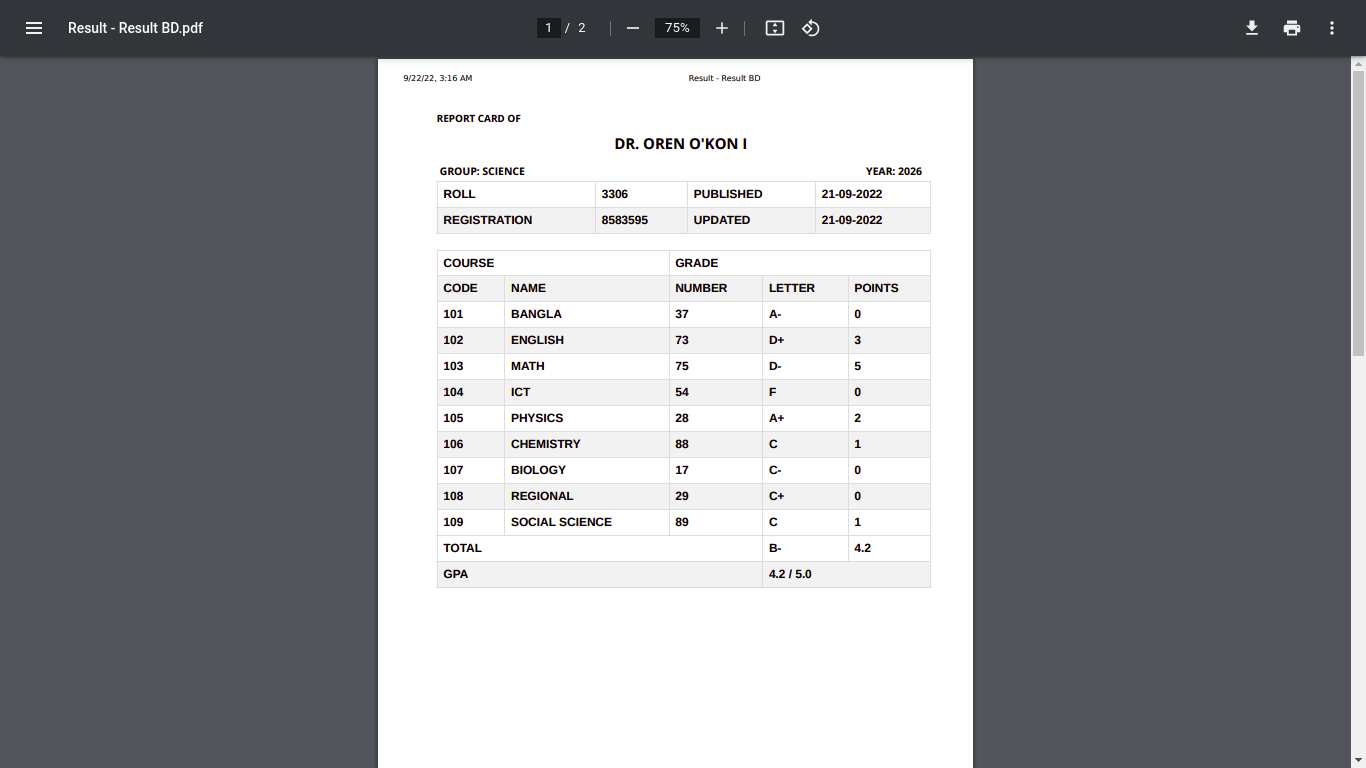 Result - Result BD.pdf
1 / 2
75%
9/22/22, 3:16 AM Result - Result BD
REPORT CARD OF
DR. OREN O'KON I
GROUP: SCIENCE YEAR: 2026
ROLL 3306 PUBLISHED 21-09-2022
REGISTRATION 8583595 UPDATED 21-09-2022
COURSE GRADE
CODE NAME NUMBER LETTER POINTS
101 BANGLA 37 A- 0
102 ENGLISH 73 D+ 3
103 MATH 75 D- 5
104 ICT 54 F 0
105 PHYSICS 28 A+ 2
106 CHEMISTRY 88 C 1
107 BIOLOGY 17 C- 0
108 REGIONAL 29 C+ 0
109 SOCIAL SCIENCE 89 C 1
TOTAL B- 4.2
GPA 4.2 / 5.0